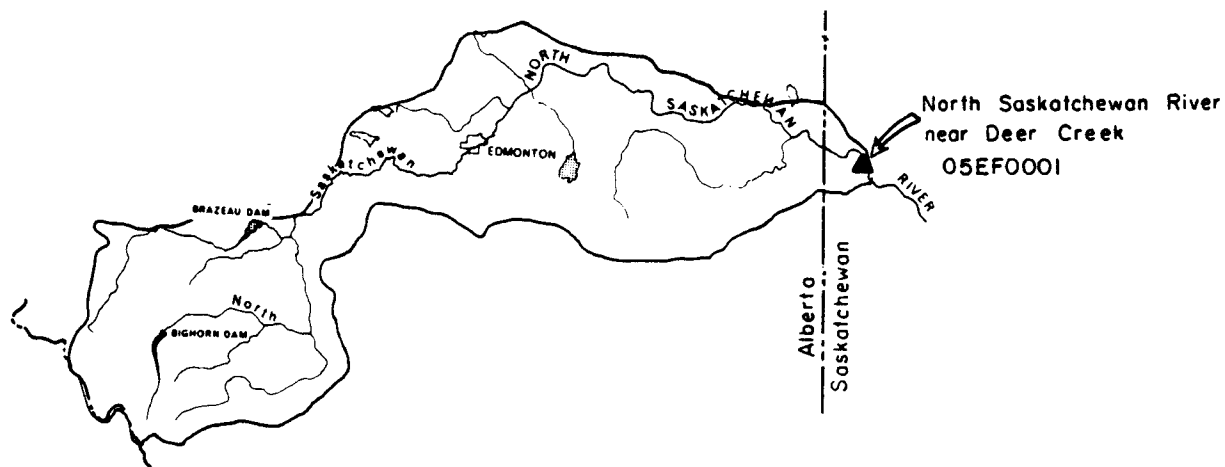 NORTH
SASKATCHEWAN
RIVER
North Saskatchewan River
near Deer Creek
05EF0001
EDMONTON
Saskatchewan
BRAZEAU DAM
North
BIGHORN DAM
Alberta
Saskatchewan